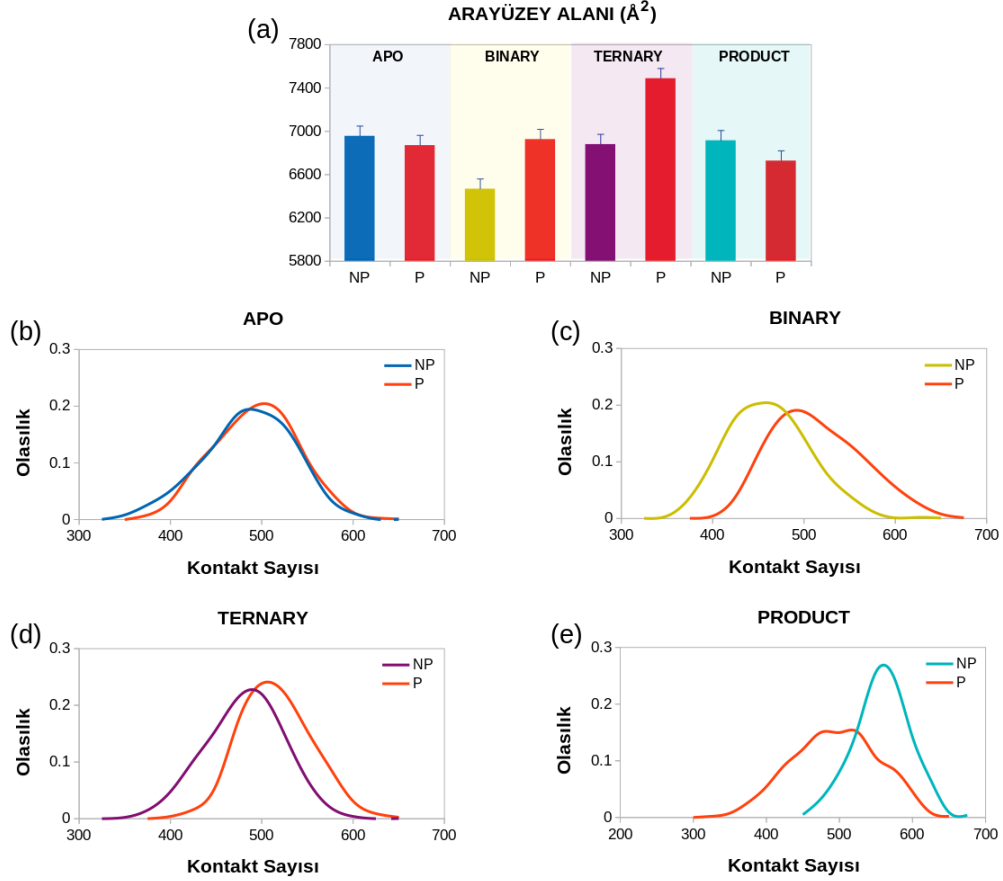 ARAYÜZEY ALANI (Å²)
(a)
APO BINARY TERNARY PRODUCT
7800
7400
7000
6600
6200
5800
NP P NP P NP P NP P
(b)
APO
0.3
0.2
0.1
0
Olasılık
NP
P
300 400 500 600 700
Kontakt Sayısı
(c)
BINARY
0.3
0.2
0.1
0
Olasılık
NP
P
300 400 500 600 700
Kontakt Sayısı
(d)
TERNARY
0.3
0.2
0.1
0
Olasılık
NP
P
300 400 500 600 700
Kontakt Sayısı
(e)
PRODUCT
0.3
0.2
0.1
0
Olasılık
NP
P
200 300 400 500 600 700
Kontakt Sayısı